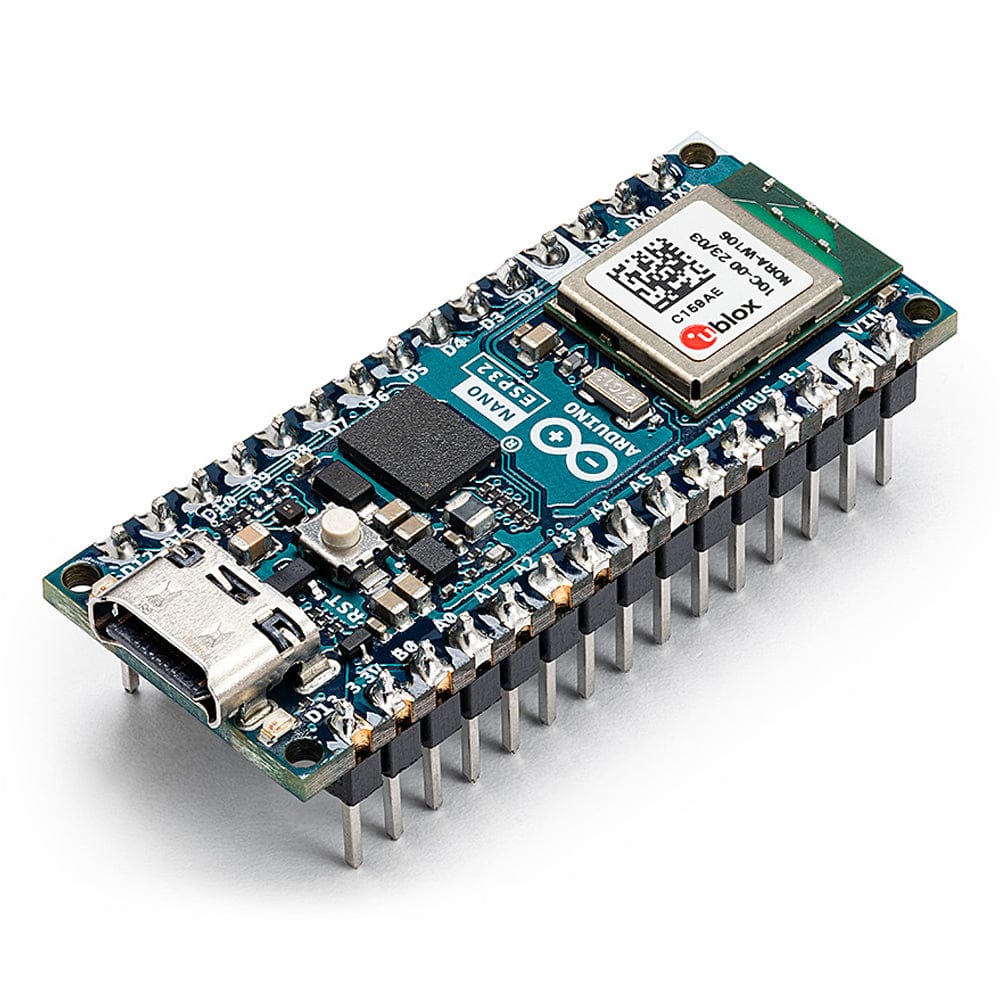 TX1
RX0
RST
D2
D3
D4
D5
D6
D7
D8
D9
D10
D11
D12
C159AE
10C-00 23/03
NORA-W106
ublox
NANO
ESP32
®
ARDUINO
RST
VIN
B1
VBUS
A7
A6
A5
A4
A3
A2
A1
A0
B0
3.3V
D13